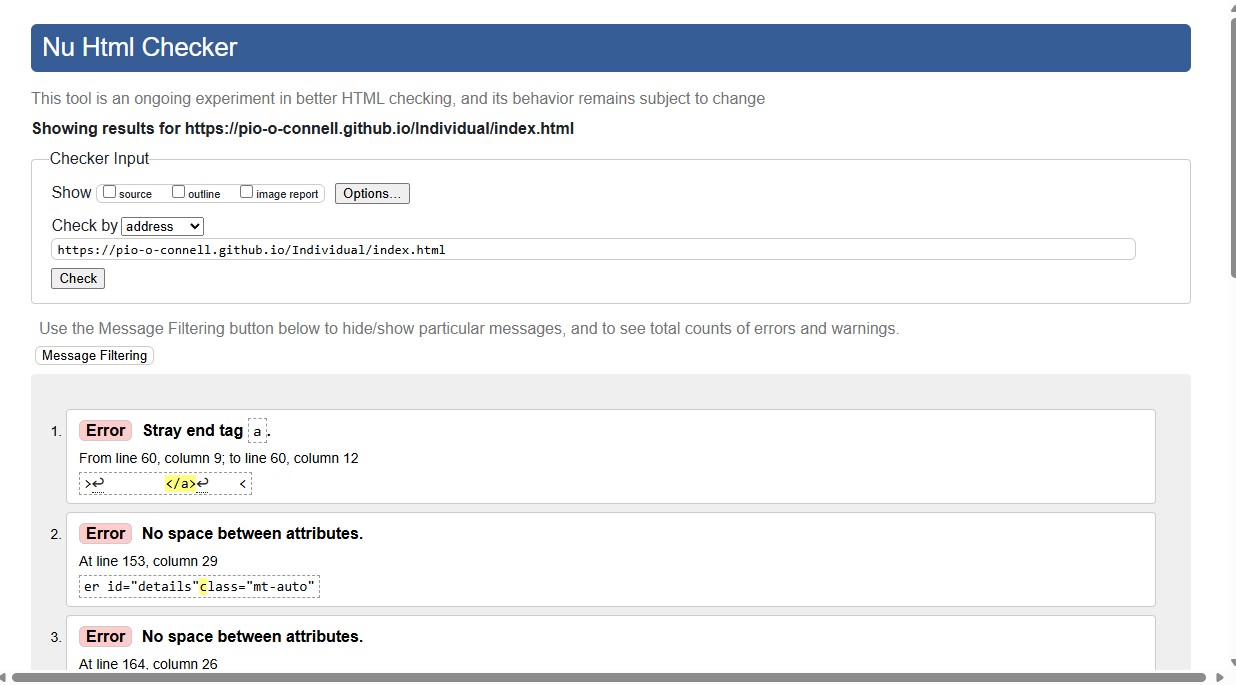 Nu Html Checker
This tool is an ongoing experiment in better HTML checking, and its behavior remains subject to change
Showing results for https://pio-o-connell.github.io/Individual/index.html
Checker Input
Show source outline image report Options...
Check by address
https://pio-o-connell.github.io/Individual/index.html
Check
Use the Message Filtering button below to hide/show particular messages, and to see total counts of errors and warnings.
Message Filtering
1. Error Stray end tag a.
From line 60, column 9; to line 60, column 12
>↩ </a>↩ <
2. Error No space between attributes.
At line 153, column 29
er id="details"class="mt-auto"
3. Error No space between attributes.
At line 164, column 26